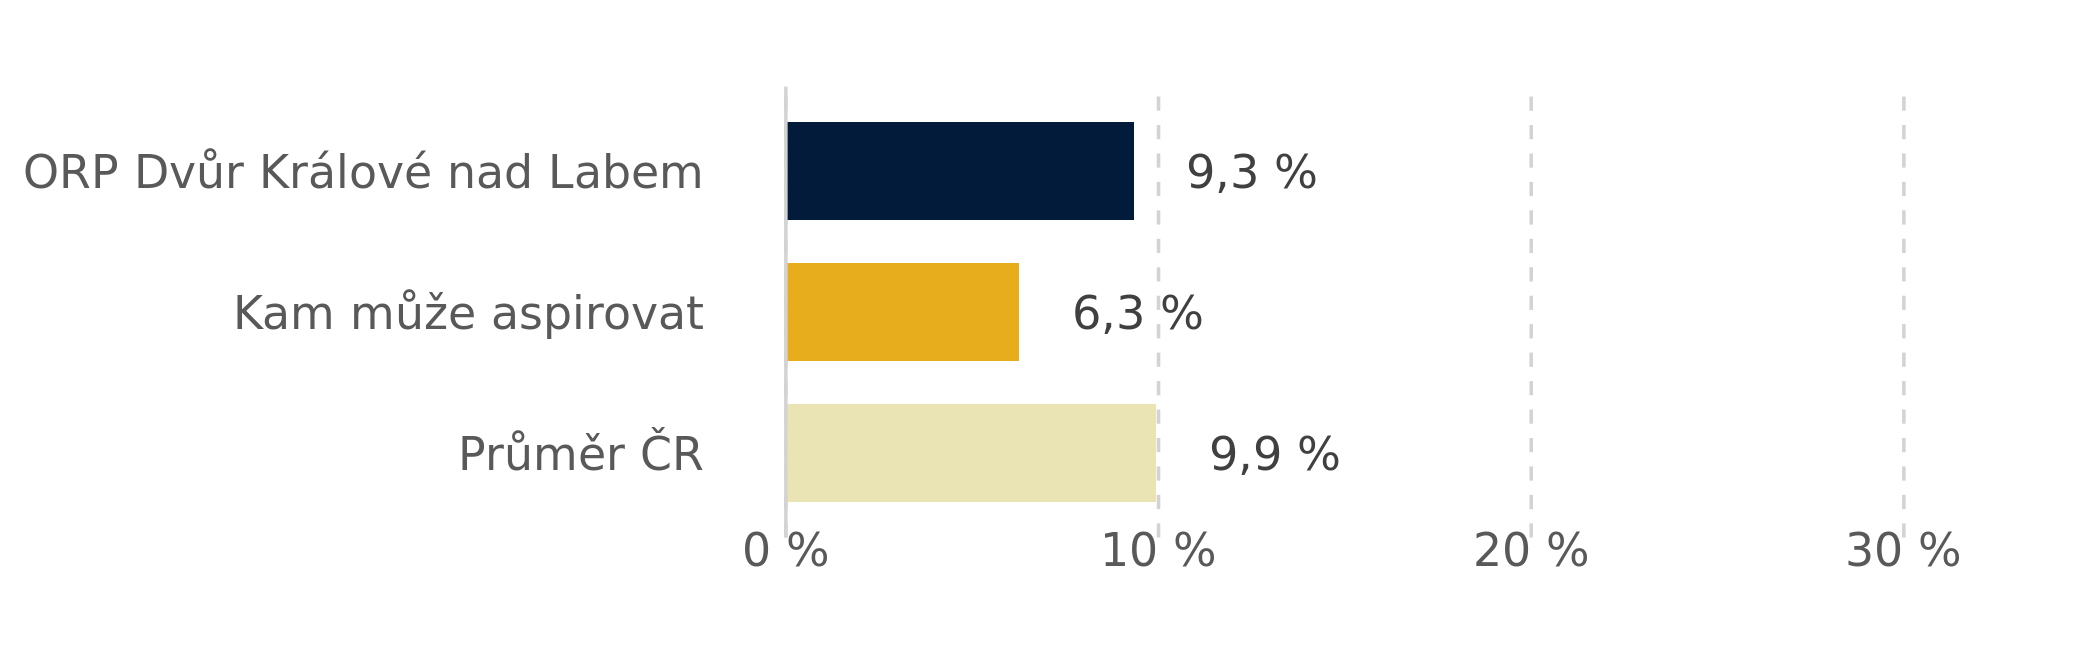 ORP Dvůr Králové nad Labem 9,3 %
Kam může aspirovat 6,3 %
Průměr ČR 9,9 %
0 % 10 % 20 % 30 %